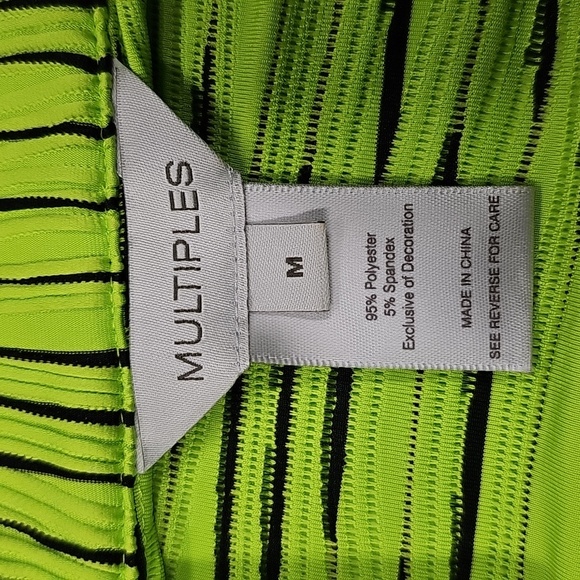 MULTIPLES
M
95% Polyester
5% Spandex
Exclusive of Decoration
MADE IN CHINA
SEE REVERSE FOR CARE